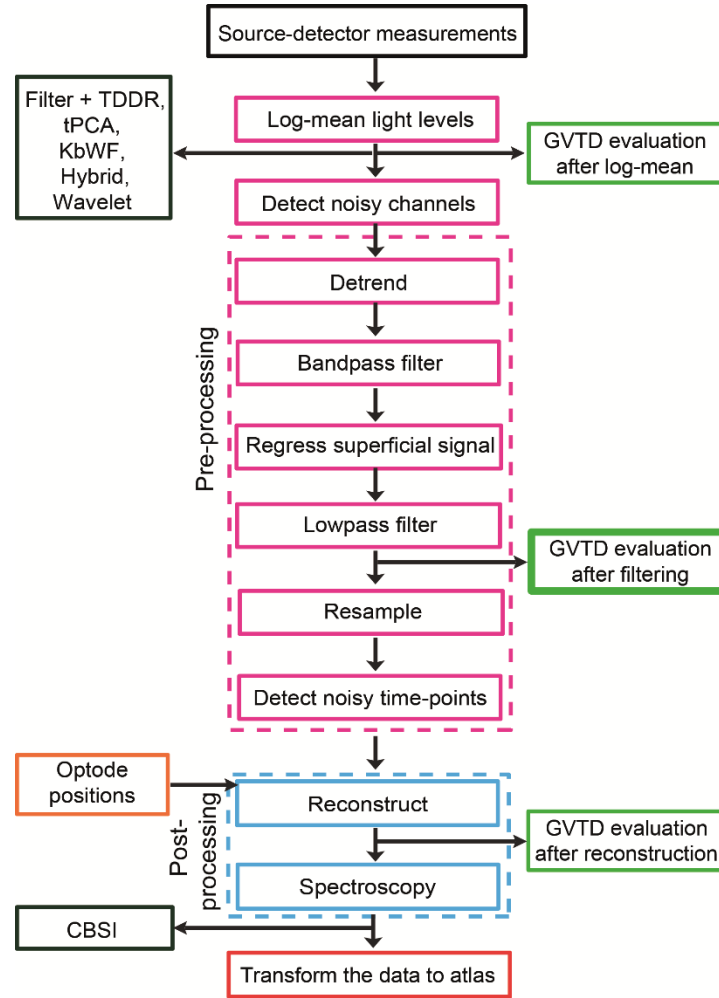 Source-detector measurements
Log-mean light levels
Filter + TDDR,
tPCA,
KbWF,
Hybrid,
Wavelet
GVTD evaluation
after log-mean
Detect noisy channels
Pre-processing
Detrend
Bandpass filter
Regress superficial signal
Lowpass filter
GVTD evaluation
after filtering
Resample
Detect noisy time-points
Optode
positions
Post-
processing
Reconstruct
GVTD evaluation
after reconstruction
Spectroscopy
CBSI
Transform the data to atlas